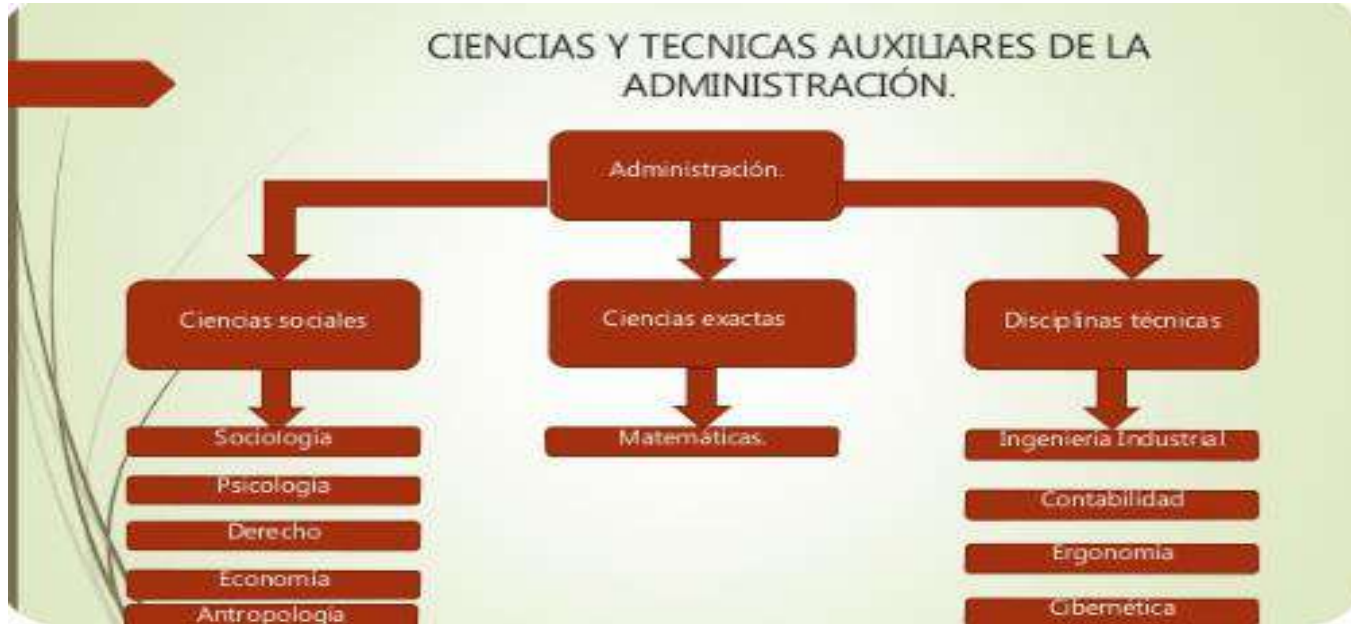 CIENCIAS Y TECNICAS AUXILIARES DE LA
ADMINISTRACIÓN.
Administración.
Ciencias sociales
Ciencias exactas
Disciplinas técnicas
Sociología
Psicología
Derecho
Economía
Antropología
Matemáticas.
Ingeniería Industrial
Contabilidad
Ergonomía
Cibernética